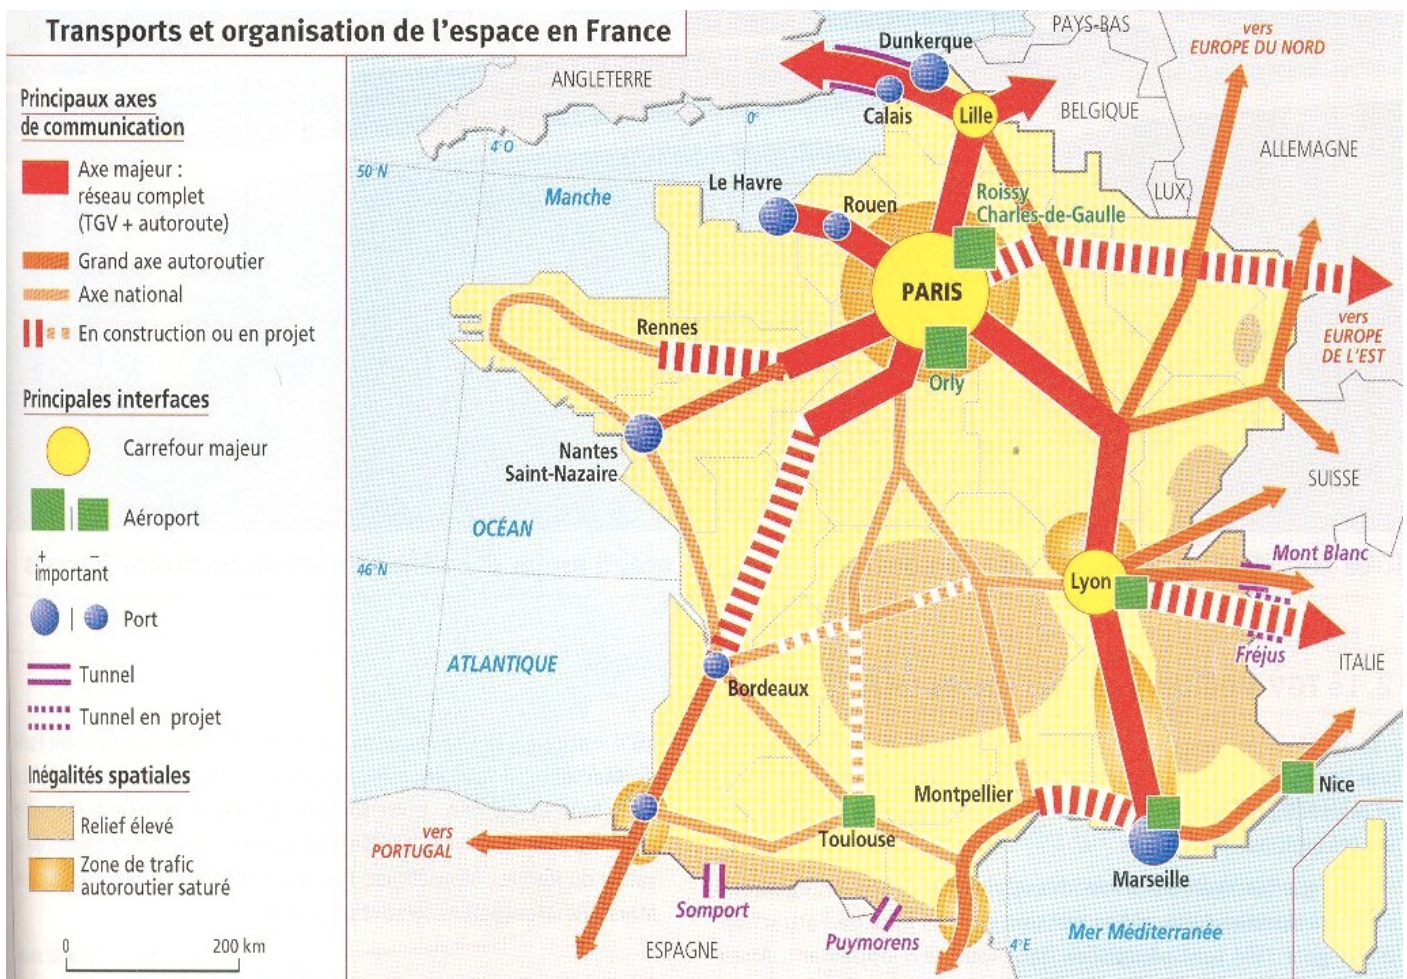 Transports et organisation de l'espace en France
Principaux axes
de communication
Axe majeur :
réseau complet
(TGV + autoroute)
Grand axe autoroutier
Axe national
En construction ou en projet
Principales interfaces
Carrefour majeur
Aéroport
+ −
important
Port
Tunnel
Tunnel en projet
Inégalités spatiales
Relief élevé
Zone de trafic
autoroutier saturé
0 200 km
PAYS-BAS
vers
EUROPE DU NORD
Dunkerque
ANGLETERRE
Calais
Lille
BELGIQUE
ALLEMAGNE
0°
4°O
50°N
Manche
Le Havre
Rouen
Roissy
Charles-de-Gaulle
LUX.
PARIS
vers
EUROPE
DE L'EST
Rennes
Orly
Nantes
Saint-Nazaire
SUISSE
OCÉAN
46°N
Mont Blanc
Lyon
ATLANTIQUE
Fréjus
ITALIE
Bordeaux
Montpellier
Nice
vers
PORTUGAL
Toulouse
Marseille
Somport
Puymorens
ESPAGNE
4°E
Mer Méditerranée